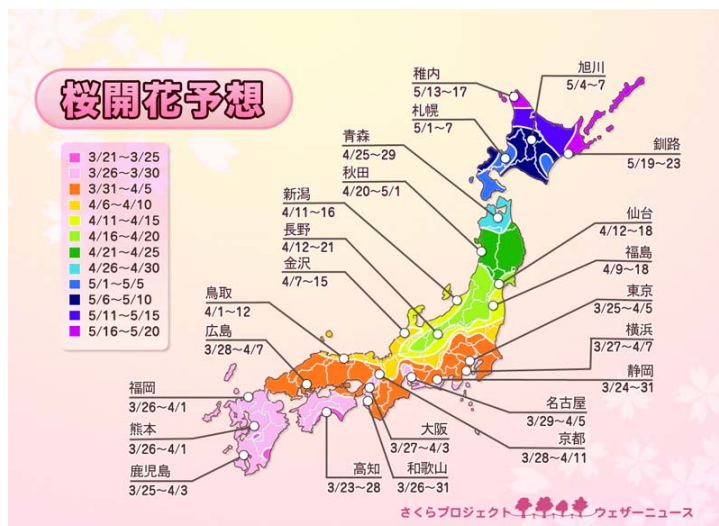 桜開花予想
3/21～3/25
3/26～3/30
3/31～4/5
4/6～4/10
4/11～4/15
4/16～4/20
4/21～4/25
4/26～4/30
5/1～5/5
5/6～5/10
5/11～5/15
5/16～5/20
稚内
5/13～17
旭川
5/4～7
札幌
5/1～7
釧路
5/19～23
青森
4/25～29
秋田
4/20～5/1
新潟
4/11～16
長野
4/12～21
金沢
4/7～15
仙台
4/12～18
福島
4/9～18
東京
3/25～4/5
横浜
3/27～4/7
静岡
3/24～31
鳥取
4/1～12
広島
3/28～4/7
福岡
3/26～4/1
熊本
3/26～4/1
鹿児島
3/25～4/3
名古屋
3/29～4/5
京都
3/28～4/11
大阪
3/27～4/3
和歌山
3/26～31
高知
3/23～28
さくらプロジェクト ウェザーニュース